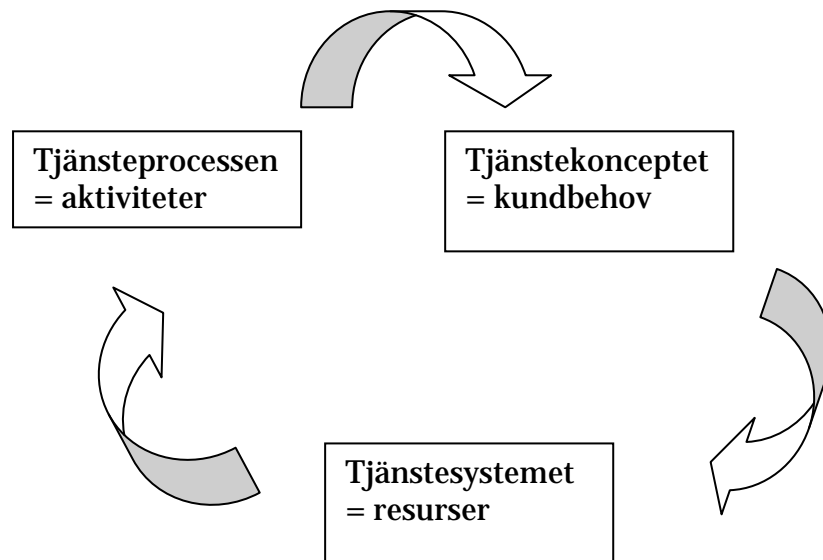 Tjänsteprocessen
= aktiviteter
Tjänstekonceptet
= kundbehov
Tjänstesystemet
= resurser